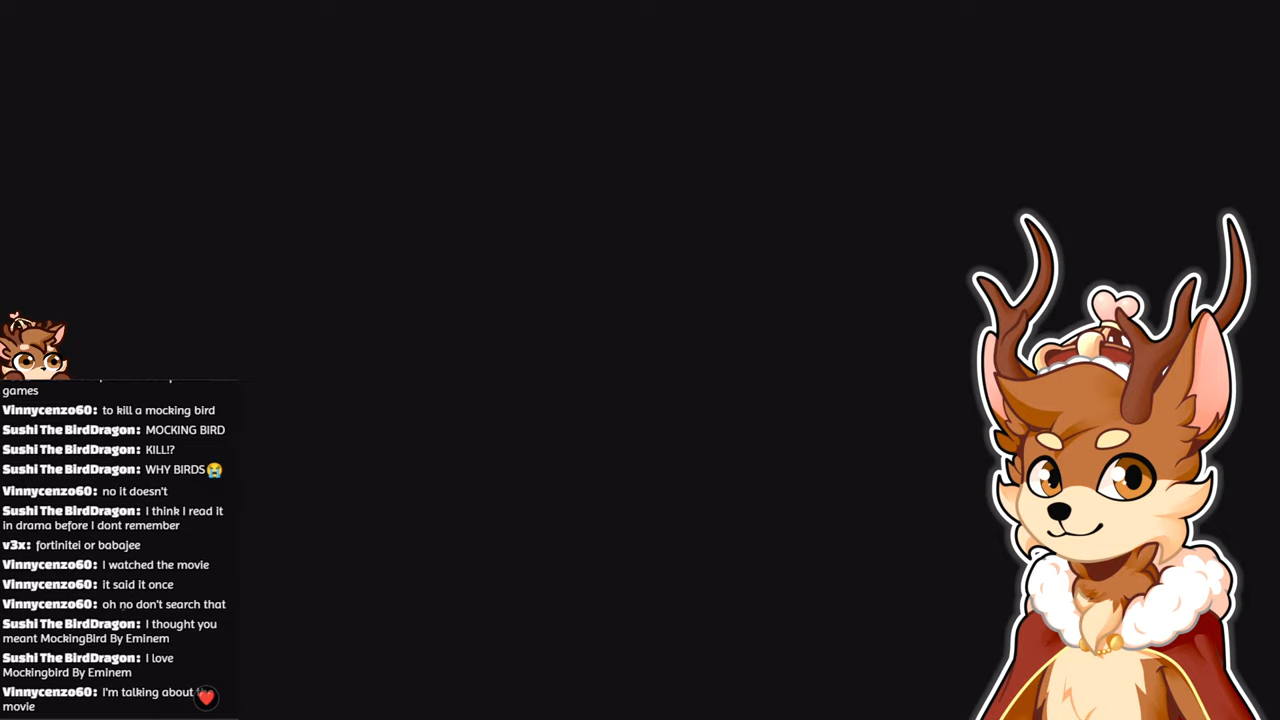 games
Vinnycenzo60: to kill a mocking bird
Sushi The BirdDragon: MOCKING BIRD
Sushi The BirdDragon: KILL!?
Sushi The BirdDragon: WHY BIRDS😭
Vinnycenzo60: no it doesn't
Sushi The BirdDragon: I think I read it
in drama before I dont remember
v3x: fortinitei or babajee
Vinnycenzo60: I watched the movie
Vinnycenzo60: it said it once
Vinnycenzo60: oh no don't search that
Sushi The BirdDragon: I thought you
meant MockingBird By Eminem
Sushi The BirdDragon: I love
Mockingbird By Eminem
Vinnycenzo60: I'm talking about
movie